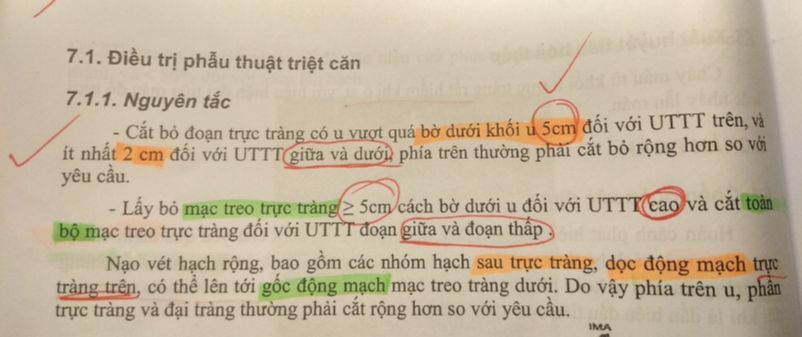 7.1. Điều trị phẫu thuật triệt căn
7.1.1. Nguyên tắc
- Cắt bỏ đoạn trực tràng có u vượt quá bờ dưới khối u 5cm đối với UTTT trên, và
ít nhất 2 cm đối với UTTT giữa và dưới, phía trên thường phải cắt bỏ rộng hơn so với
yêu cầu.
- Lấy bỏ mạc treo trực tràng ≥ 5cm cách bờ dưới u đối với UTTT cao và cắt toàn
bộ mạc treo trực tràng đối với UTTT đoạn giữa và đoạn thấp.
Nạo vét hạch rộng, bao gồm các nhóm hạch sau trực tràng, dọc động mạch trực
tràng trên, có thể lên tới gốc động mạch mạc treo tràng dưới. Do vậy phía trên u, phần
trực tràng và đại tràng thường phải cắt rộng hơn so với yêu cầu.
IMA